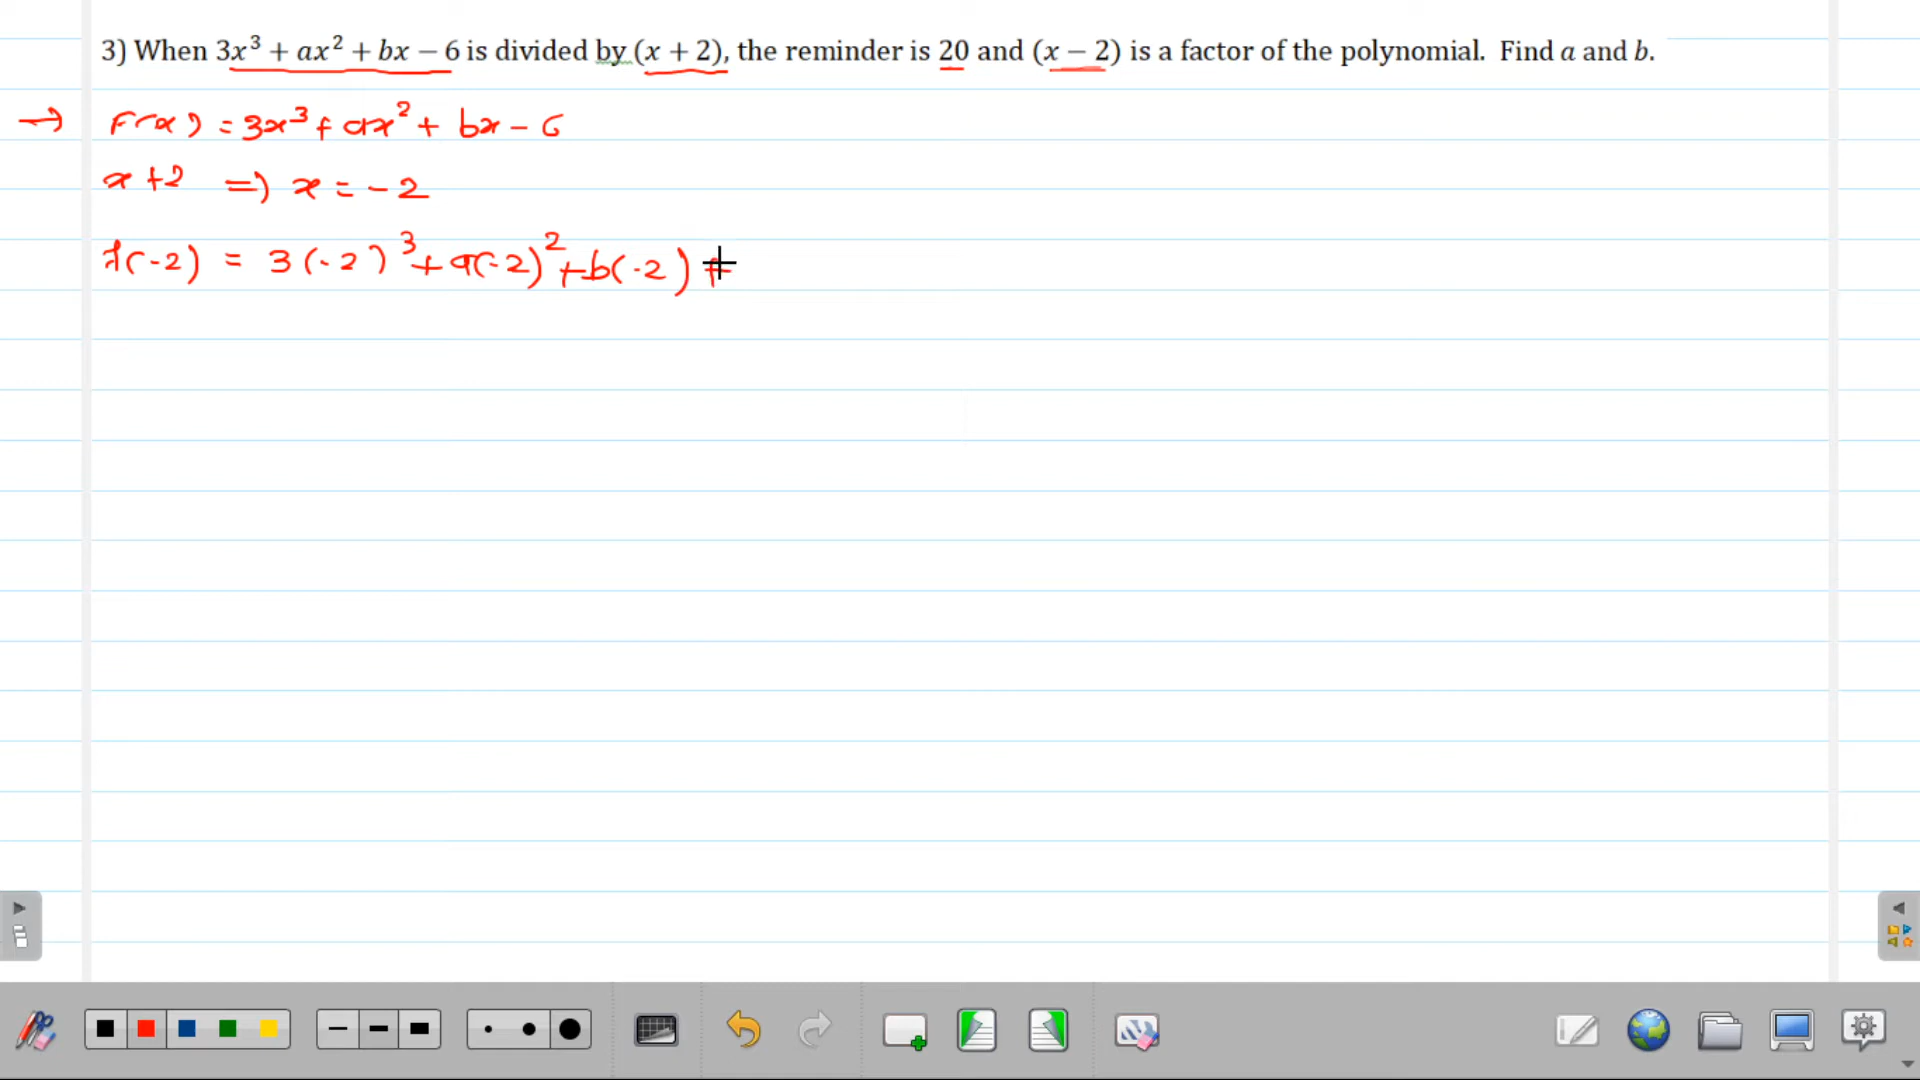 3) When 3x³ + ax² + bx − 6 is divided by (x + 2), the reminder is 20 and (x − 2) is a factor of the polynomial. Find a and b.
→ F(x) = 3x³ + ax² + bx − 6
x + 2 ⇒ x = −2
f(−2) = 3(−2)³ + a(−2)² + b(−2) +